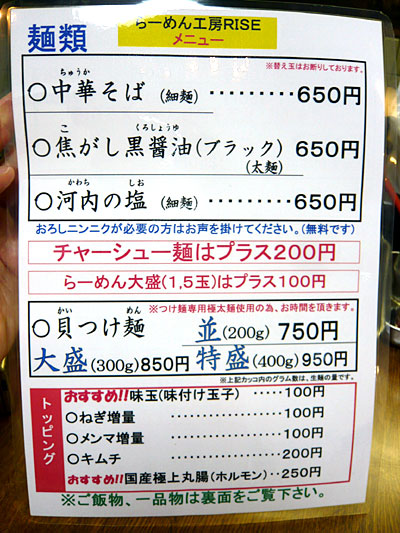 らーめん工房RISE
メニュー
麺類
※替え玉はお断りしております。
ちゅうか
○中華そば(細麺)………650円
こ くろしょうゆ
○焦がし黒醬油(ブラック)650円
(太麺)
かわち しお
○河内の塩(細麺)………650円
おろしニンニクが必要の方はお声を掛けてください。(無料です)
チャーシュー麺はプラス200円
らーめん大盛(1,5玉)はプラス100円
※つけ麺専用極太麺使用の為、お時間を頂きます。
かい めん
○貝つけ麺 並(200g)750円
大盛(300g)850円 特盛(400g)950円
※上記カッコ内のグラム数は、生麺の量です。
トッピング
おすすめ!!味玉(味付け玉子)……100円
○ねぎ増量 ………………100円
○メンマ増量 ………………100円
○キムチ ………………200円
おすすめ!!国産極上丸腸(ホルモン)‥250円
※ご飯物、一品物は裏面をご覧下さい。